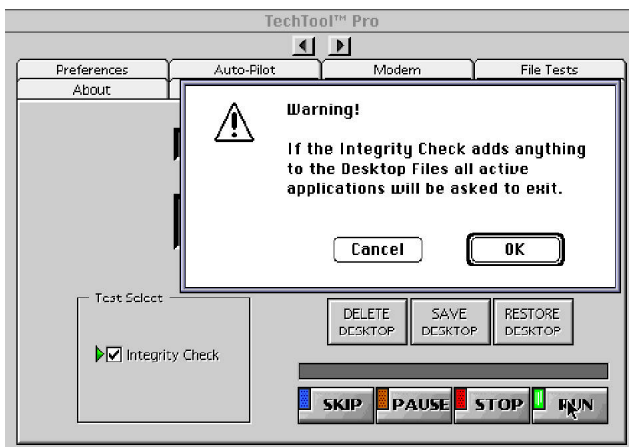 TechTool™ Pro
Preferences
Auto-Pilot
Modem
File Tests
About
Warning!
If the Integrity Check adds anything
to the Desktop Files all active
applications will be asked to exit.
Cancel
OK
Test Select
Integrity Check
DELETE
DESKTOP
SAVE
DESKTOP
RESTORE
DESKTOP
SKIP
PAUSE
STOP
RUN